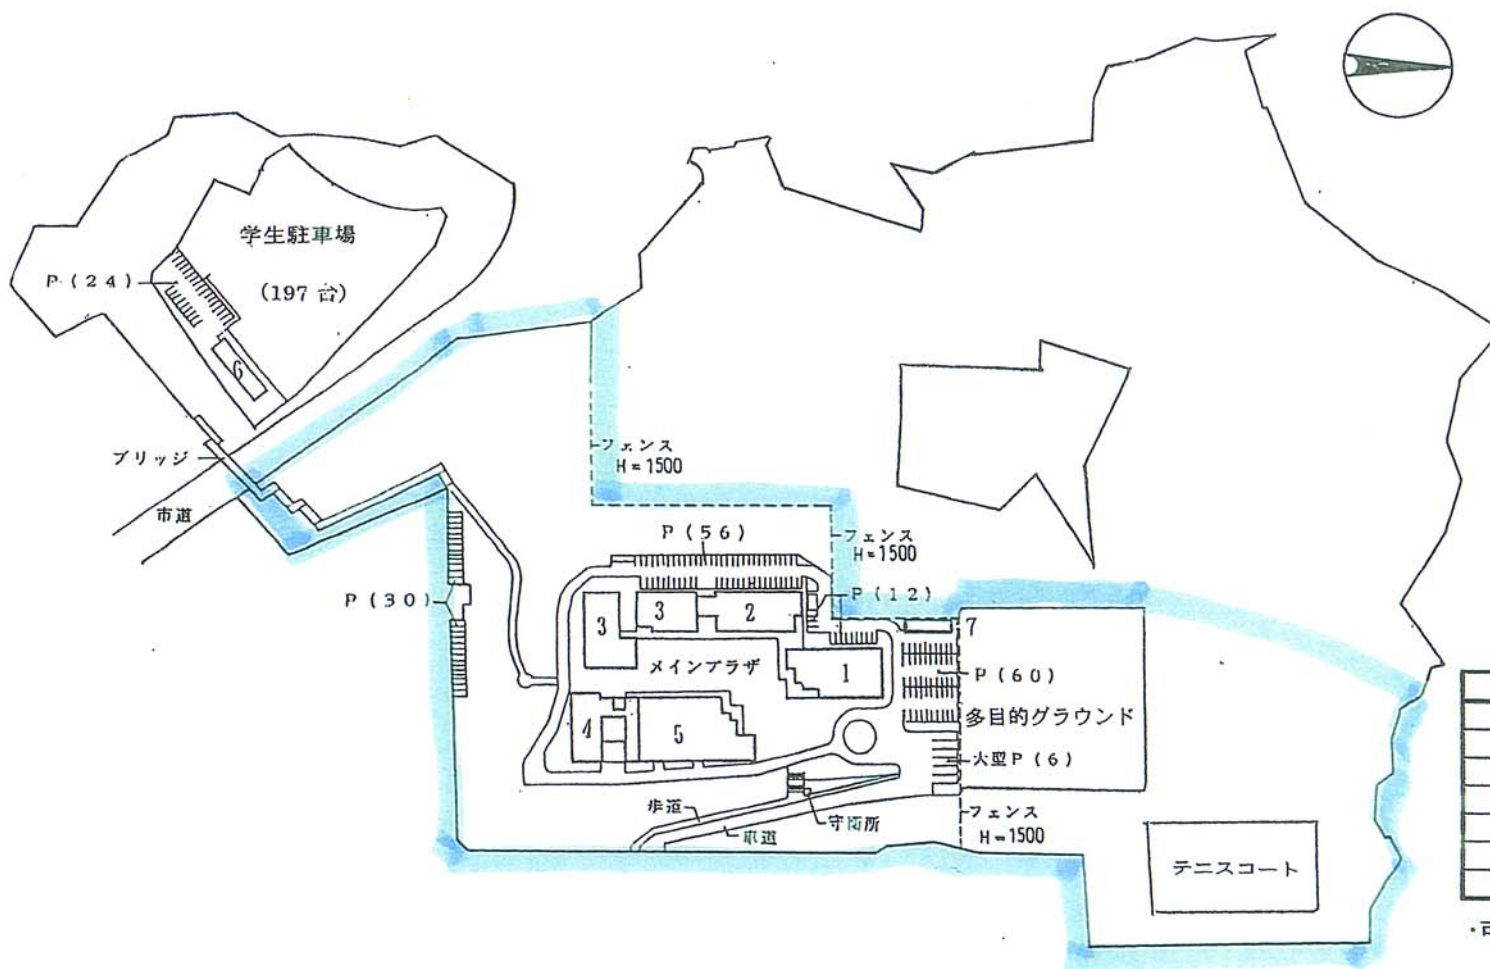 学生駐車場
P (24)
(197 台)
6
ブリッジ
市道
フェンス
H=1500
P (56)
フェンス
H=1500
P (30)
P (12)
3
3
2
7
メインプラザ
1
P (60)
多目的グラウンド
4
5
大型P (6)
歩道
守衛所
車道
フェンス
H=1500
テニスコート